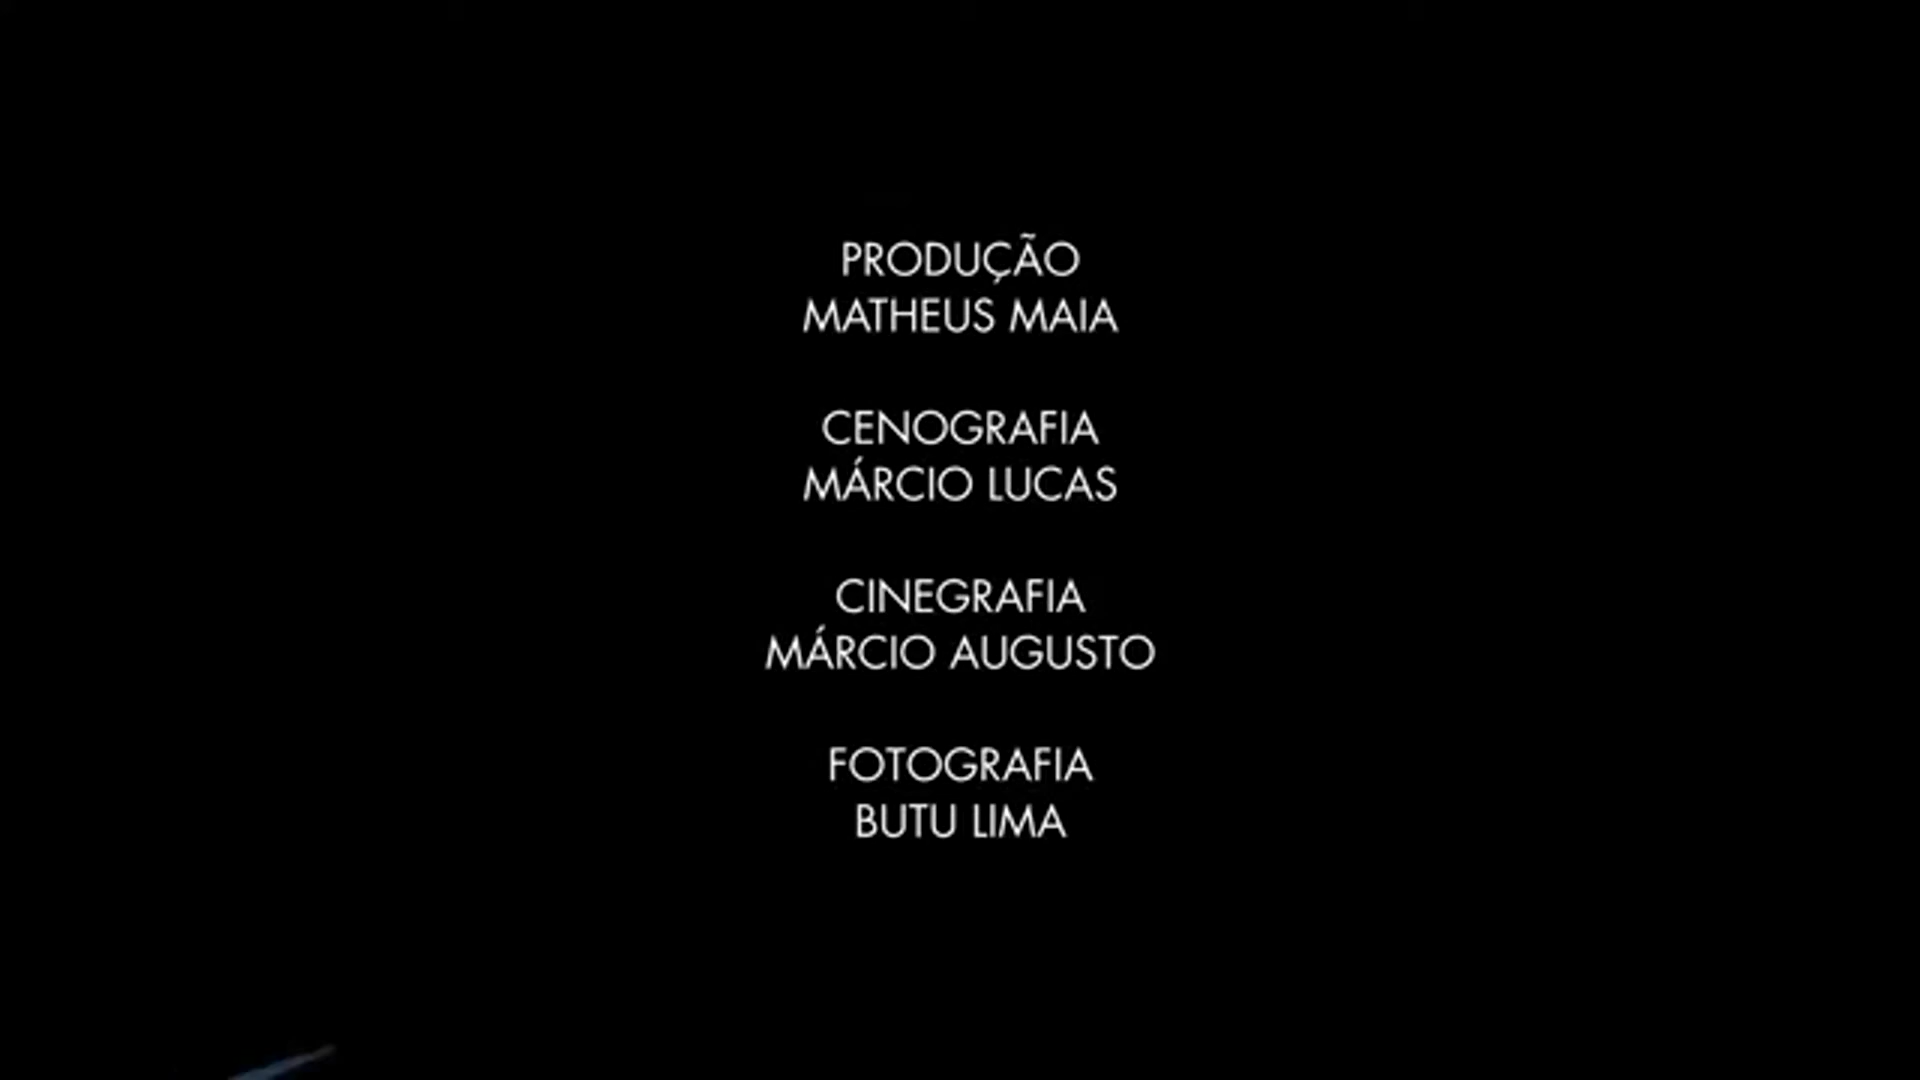 PRODUÇÃO
MATHEUS MAIA
CENOGRAFIA
MÁRCIO LUCAS
CINEGRAFIA
MÁRCIO AUGUSTO
FOTOGRAFIA
BUTU LIMA